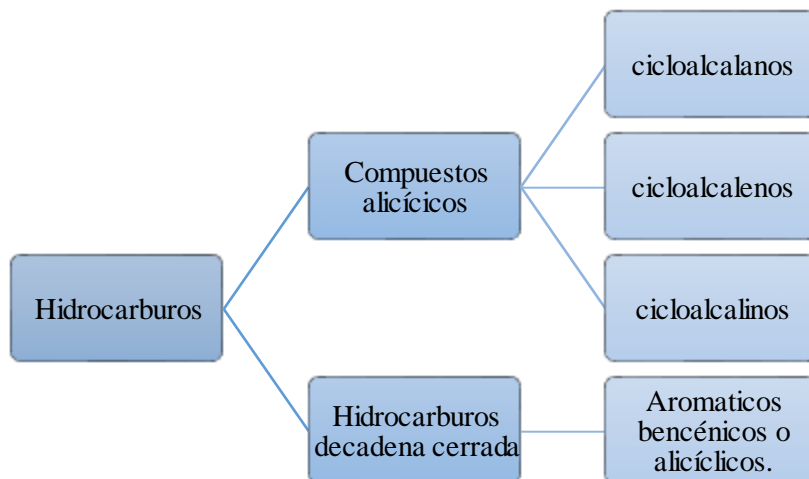 cicloalcalanos
Compuestos
alicícicos
cicloalcalenos
Hidrocarburos
cicloalcalinos
Hidrocarburos
decadena cerrada
Aromaticos
bencénicos o
alicíclicos.